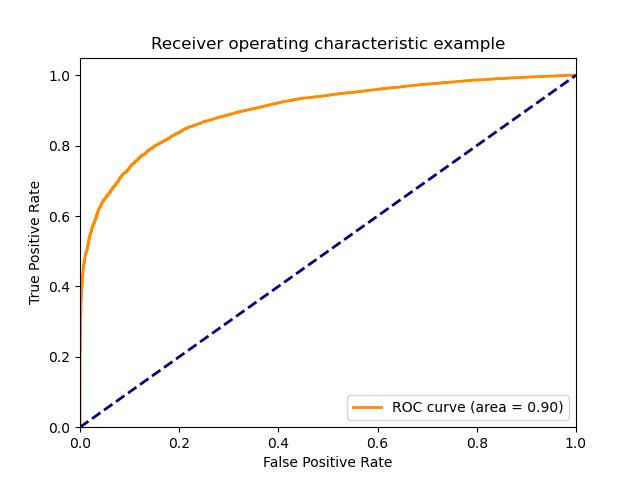 Receiver operating characteristic example
True Positive Rate
1.0
0.8
0.6
0.4
0.2
0.0
ROC curve (area = 0.90)
0.0 0.2 0.4 0.6 0.8 1.0
False Positive Rate